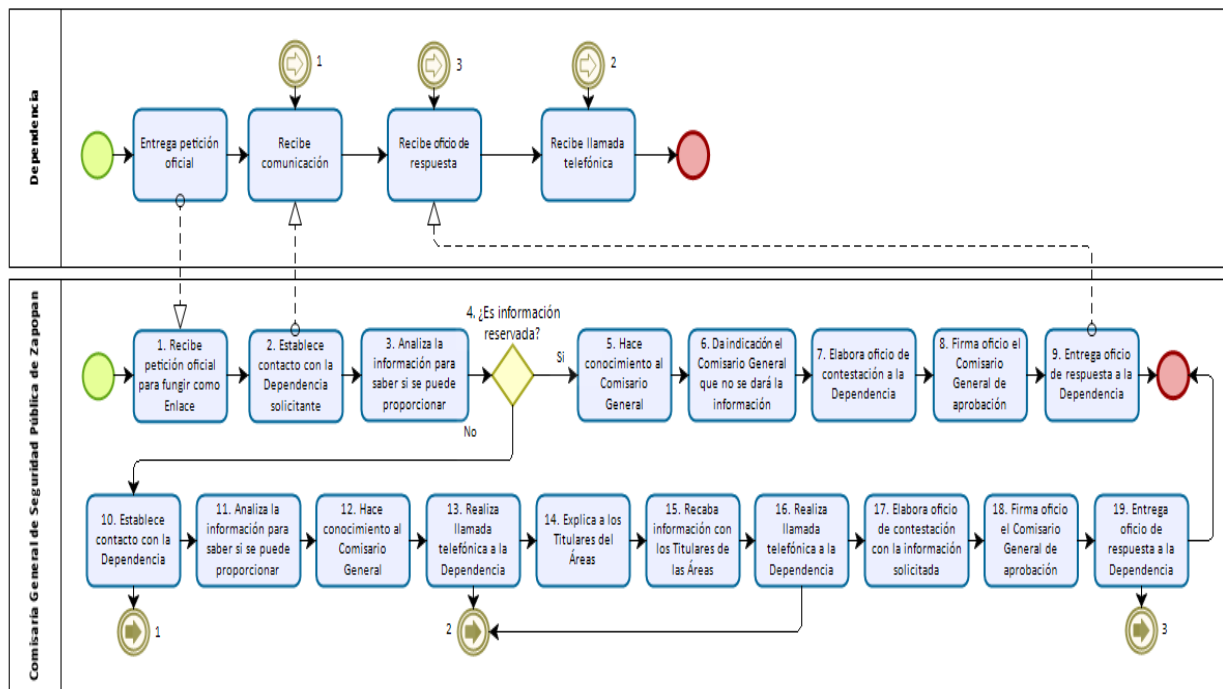 Dependencia
1
3
2
Entrega petición
oficial
Recibe
comunicación
Recibe oficio de
respuesta
Recibe llamada
telefónica
Comisaría General de Seguridad Pública de Zapopan
1. Recibe
petición oficial
para fungir como
Enlace
2. Establece
contacto con la
Dependencia
solicitante
3. Analiza la
información para
saber si se puede
proporcionar
4. ¿Es información
reservada?
Si
No
5. Hace
conocimiento al
Comisario
General
6. Da indicación el
Comisario General
que no se dará la
información
7. Elabora oficio de
contestación a la
Dependencia
8. Firma oficio el
Comisario
General de
aprobación
9. Entrega oficio
de respuesta a la
Dependencia
10. Establece
contacto con la
Dependencia
11. Analiza la
información para
saber si se puede
proporcionar
12. Hace
conocimiento al
Comisario
General
13. Realiza
llamada
telefónica a la
Dependencia
14. Explica a los
Titulares del
Áreas
15. Recaba
información con
los Titulares de
las Áreas
16. Realiza
llamada
telefónica a la
Dependencia
17. Elabora oficio
de contestación
con la información
solicitada
18. Firma oficio
el Comisario
General de
aprobación
19. Entrega
oficio de
respuesta a la
Dependencia
1
2
3